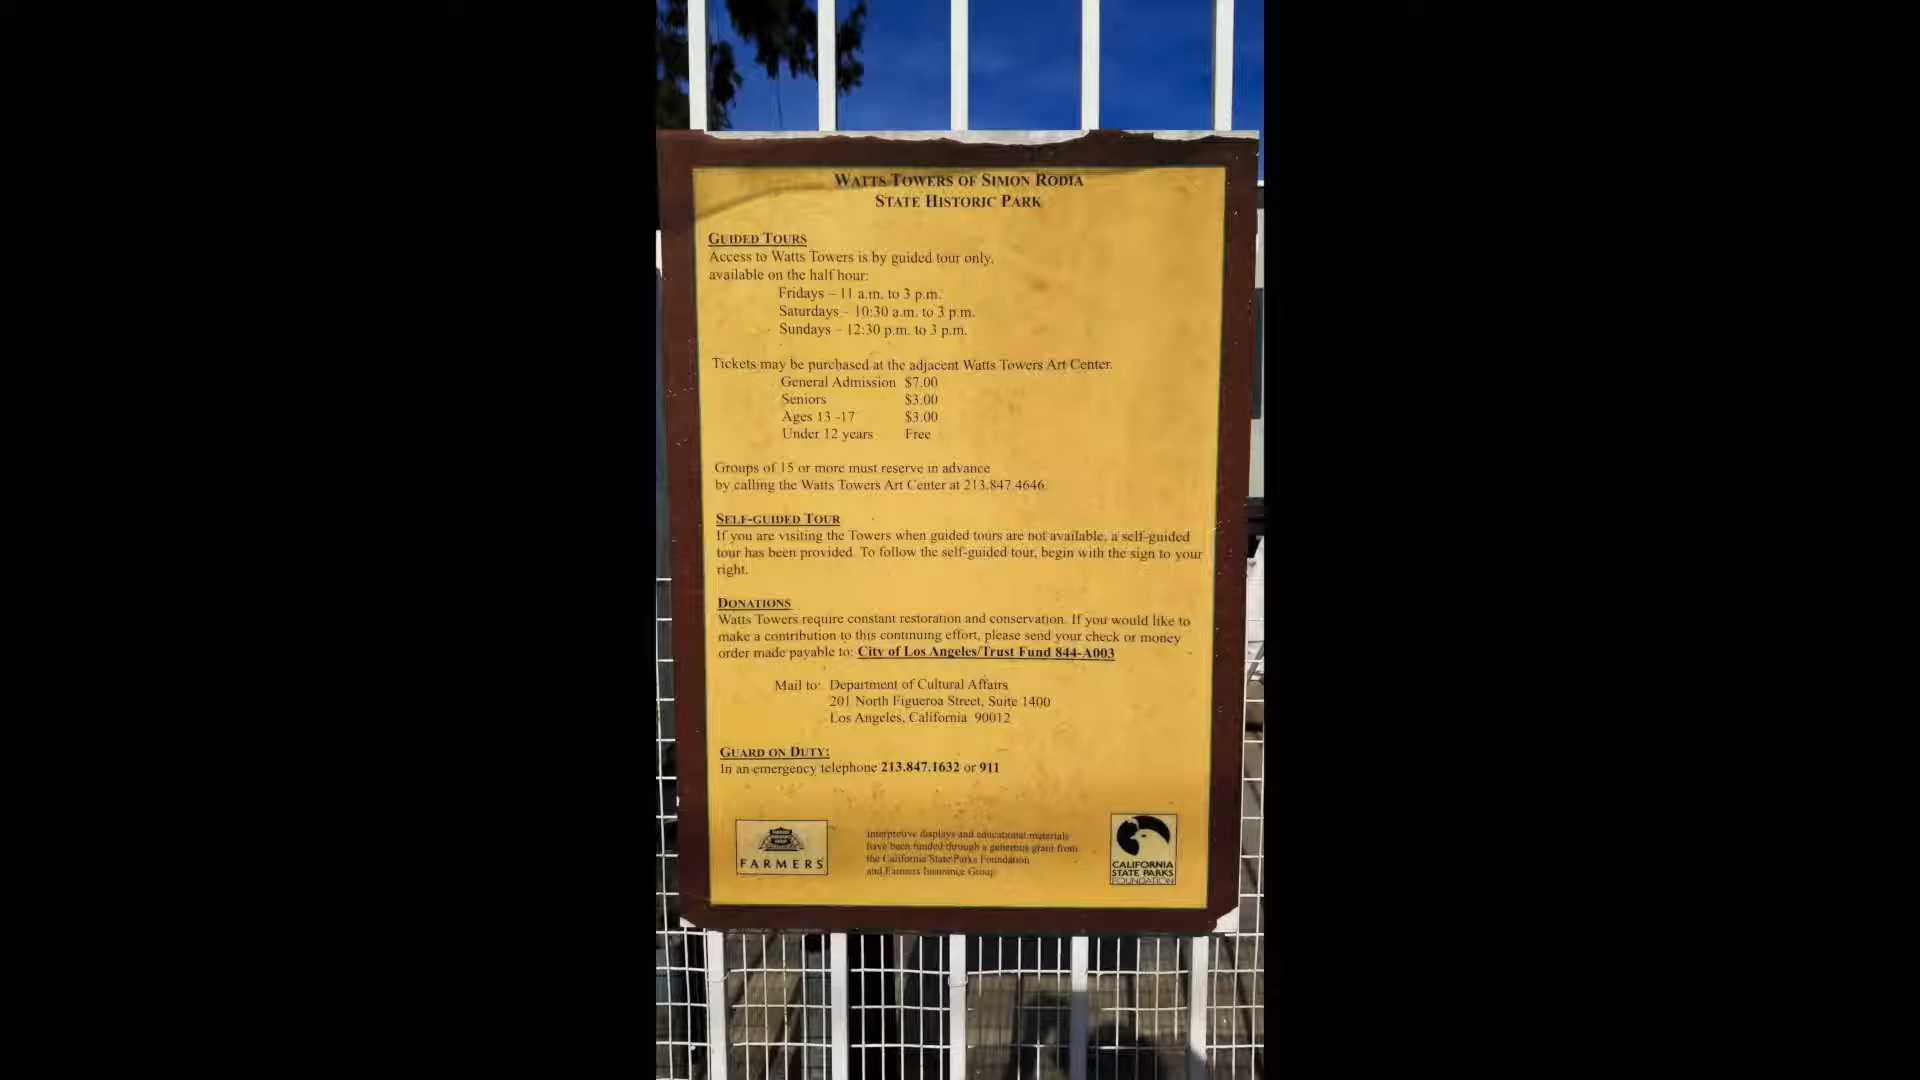 WATTS TOWERS OF SIMON RODIA
STATE HISTORIC PARK
GUIDED TOURS
Access to Watts Towers is by guided tour only,
available on the half hour:
Fridays – 11 a.m. to 3 p.m.
Saturdays – 10:30 a.m. to 3 p.m.
Sundays – 12:30 p.m. to 3 p.m.
Tickets may be purchased at the adjacent Watts Towers Art Center.
General Admission $7.00
Seniors $3.00
Ages 13 -17 $3.00
Under 12 years Free
Groups of 15 or more must reserve in advance
by calling the Watts Towers Art Center at 213.847.4646.
SELF-GUIDED TOUR
If you are visiting the Towers when guided tours are not available, a self-guided
tour has been provided. To follow the self-guided tour, begin with the sign to your
right.
DONATIONS
Watts Towers require constant restoration and conservation. If you would like to
make a contribution to this continuing effort, please send your check or money
order made payable to: City of Los Angeles/Trust Fund 844-A003
Mail to: Department of Cultural Affairs
201 North Figueroa Street, Suite 1400
Los Angeles, California 90012
GUARD ON DUTY:
In an emergency telephone 213.847.1632 or 911
FARMERS
interpretive displays and educational materials
have been funded through a generous grant from
the California State Parks Foundation
and Farmers Insurance Group
CALIFORNIA
STATE PARKS
FOUNDATION